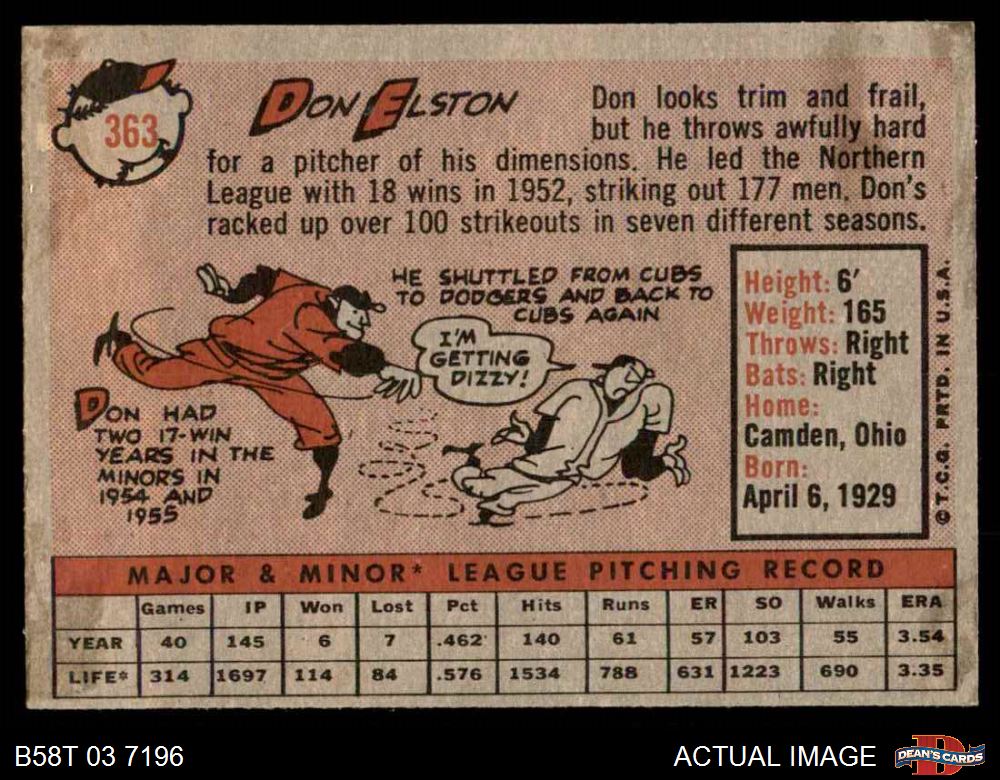 363
DON ELSTON
Don looks trim and frail,
but he throws awfully hard
for a pitcher of his dimensions. He led the Northern
League with 18 wins in 1952, striking out 177 men. Don's
racked up over 100 strikeouts in seven different seasons.
HE SHUTTLED FROM CUBS
TO DODGERS AND BACK TO
CUBS AGAIN
I'M
GETTING
DIZZY!
DON HAD
TWO 17-WIN
YEARS IN THE
MINORS IN
1954 AND
1955
Height: 6'
Weight: 165
Throws: Right
Bats: Right
Home:
Camden, Ohio
Born:
April 6, 1929
© T.C.G. PRTD. IN U.S.A.
MAJOR & MINOR* LEAGUE PITCHING RECORD
Games IP Won Lost Pct Hits Runs ER SO Walks ERA
YEAR 40 145 6 7 .462 140 61 57 103 55 3.54
LIFE* 314 1697 114 84 .576 1534 788 631 1223 690 3.35
B58T 03 7196
ACTUAL IMAGE
DEAN'S CARDS